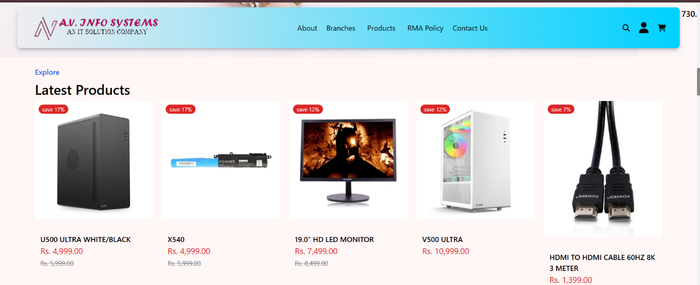 A.V. INFO SYSTEMS
AN IT SOLUTION COMPANY
About Branches Products RMA Policy Contact Us
730,
Explore
Latest Products
save 17% save 17% save 12% save 12% save 7%
U500 ULTRA WHITE/BLACK
Rs. 4,999.00
Rs. 5,999.00
X540
Rs. 4,999.00
Rs. 5,999.00
19.0" HD LED MONITOR
Rs. 7,499.00
Rs. 8,499.00
V500 ULTRA
Rs. 10,999.00
HDMI TO HDMI CABLE 60HZ 8K
3 METER
Rs. 1,399.00